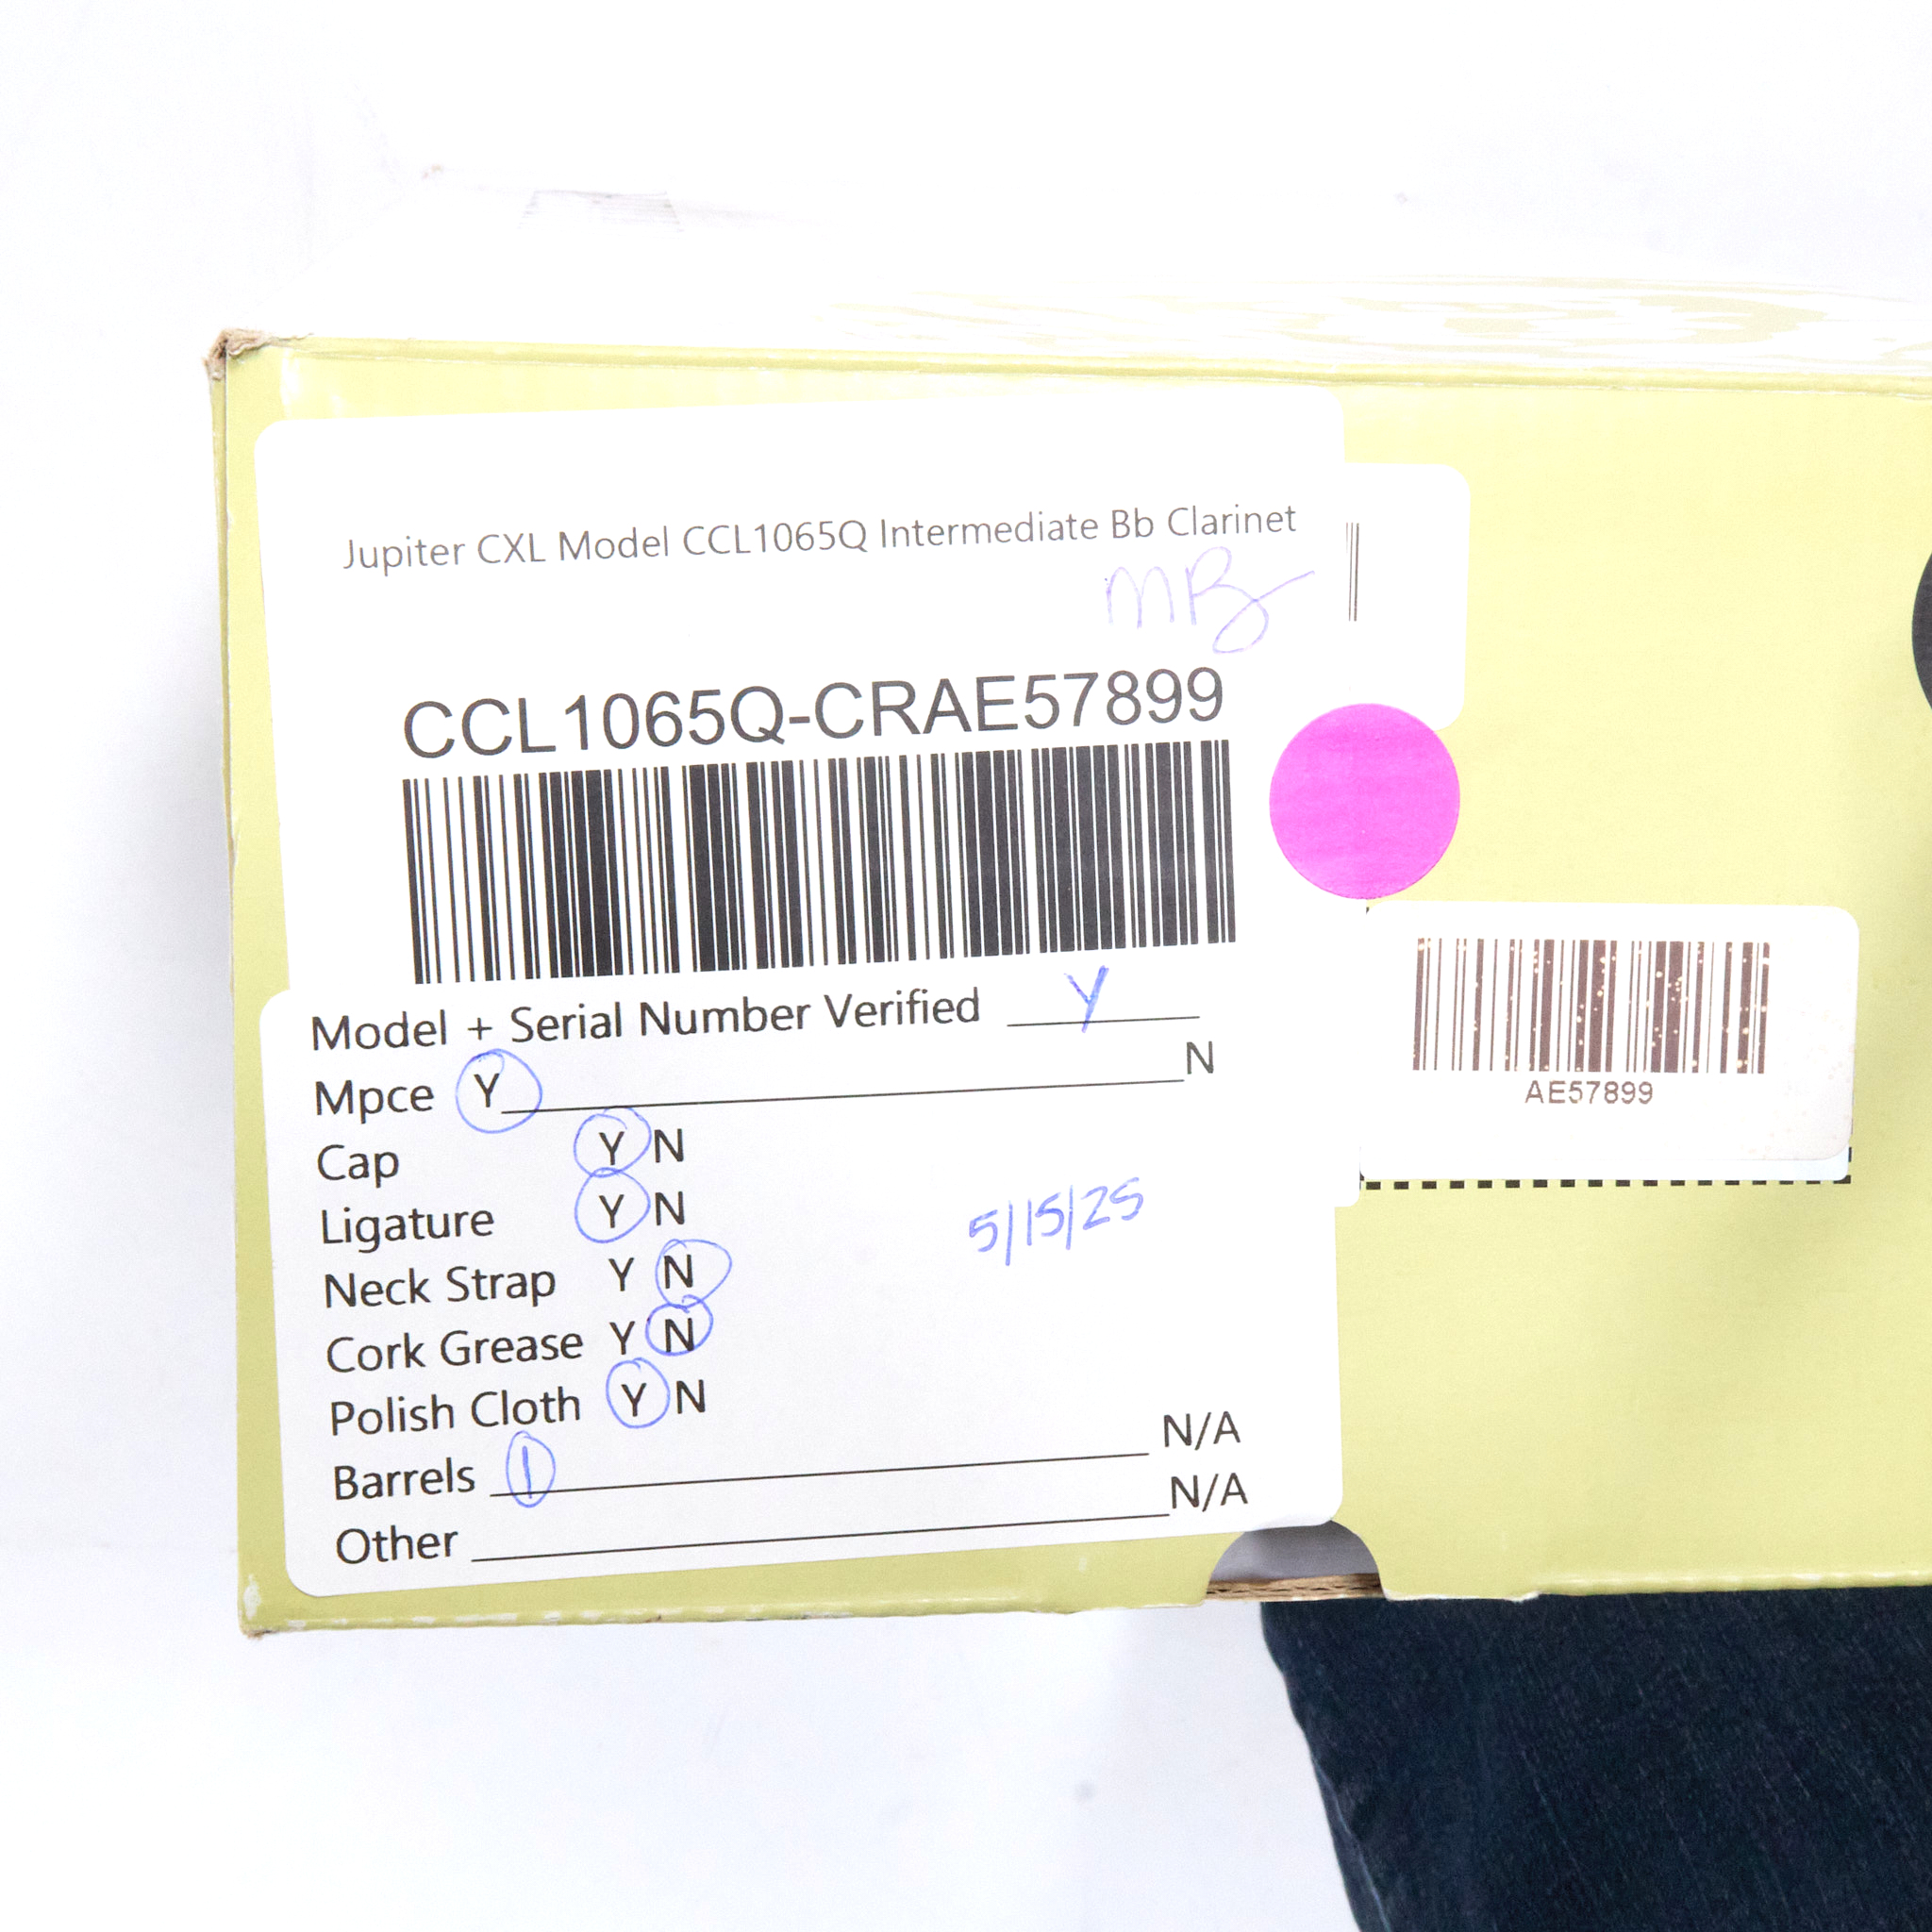 Jupiter CXL Model CCL1065Q Intermediate Bb Clarinet
MB
CCL1065Q-CRAE57899
Model + Serial Number Verified Y
Mpce Y N
Cap Y N
Ligature Y N
Neck Strap Y N
Cork Grease Y N
Polish Cloth Y N
Barrels 1 N/A
Other N/A
5/15/25
AE57899